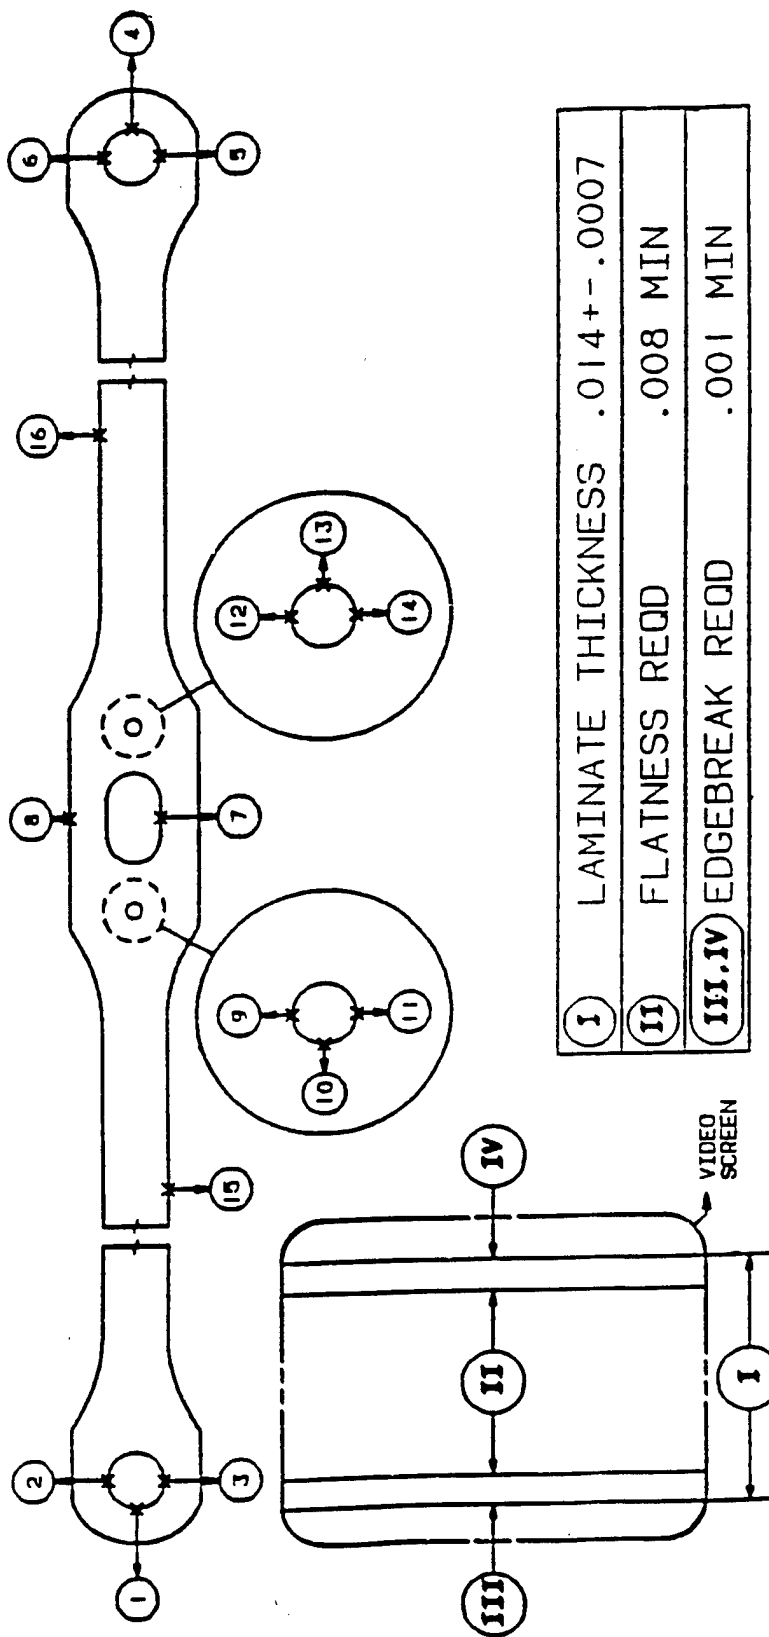 2
6
8
16
1
4
3
15
7
5
9
10
11
12
13
14
III
II
IV
I
VIDEO
SCREEN
I LAMINATE THICKNESS .014+-.0007
II FLATNESS REQD .008 MIN
III,IV EDGEBREAK REQD .001 MIN